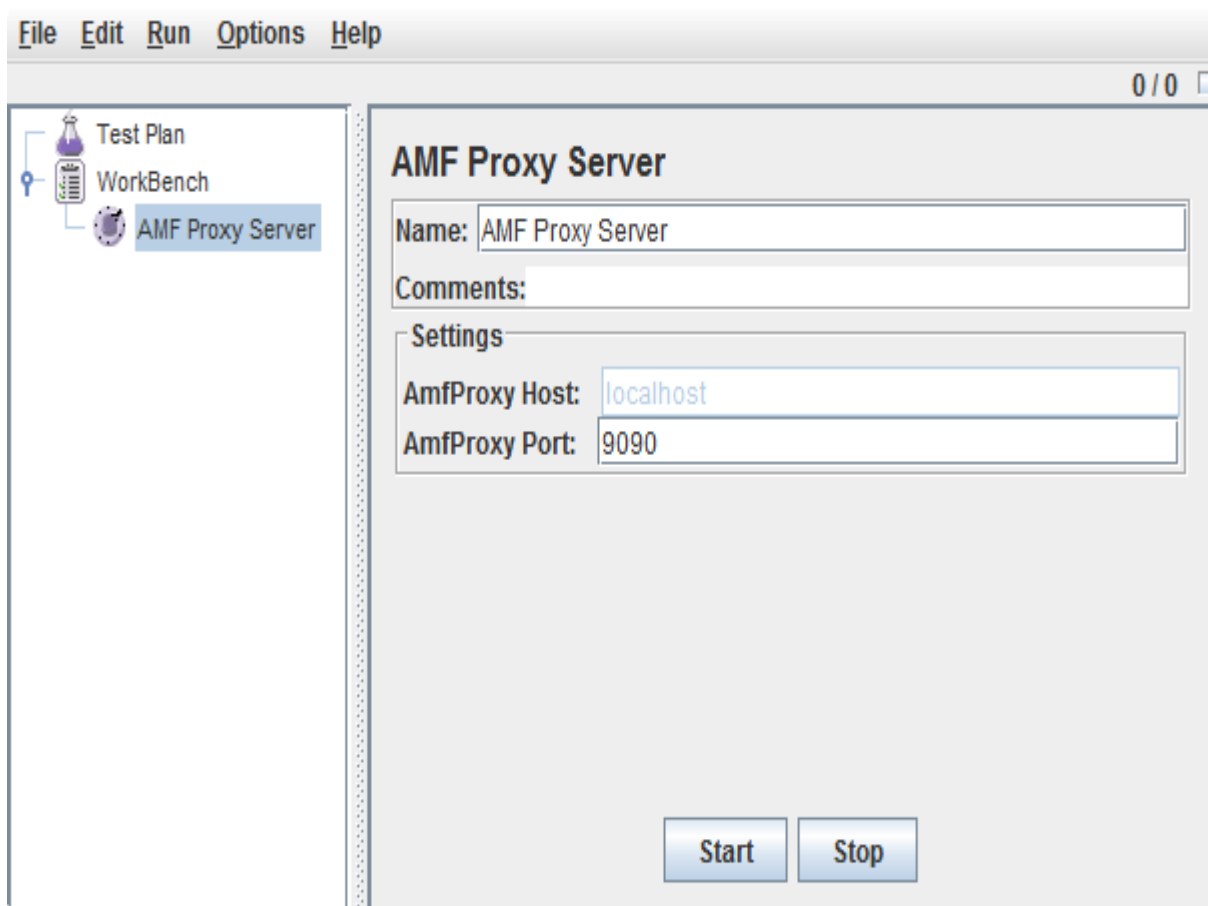 File Edit Run Options Help
0 / 0
Test Plan
WorkBench
AMF Proxy Server
AMF Proxy Server
Name: AMF Proxy Server
Comments:
Settings
AmfProxy Host: localhost
AmfProxy Port: 9090
Start Stop